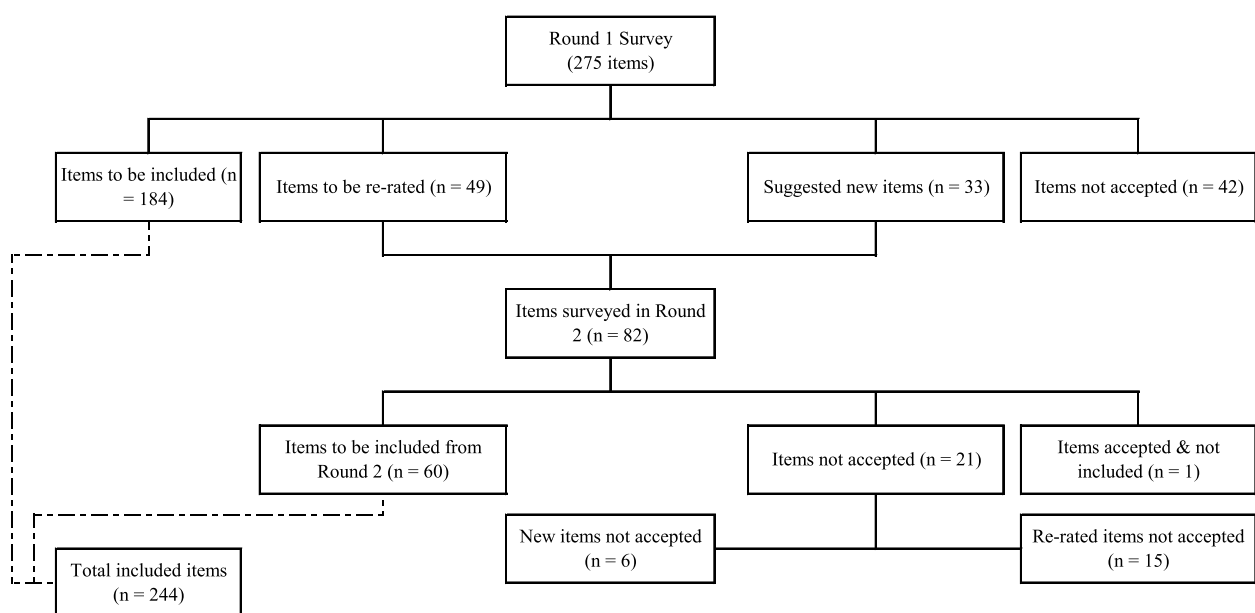 Round 1 Survey
(275 items)
Items to be included (n
= 184)
Items to be re-rated (n = 49)
Suggested new items (n = 33)
Items not accepted (n = 42)
Items surveyed in Round
2 (n = 82)
Items to be included from
Round 2 (n = 60)
Items not accepted (n = 21)
Items accepted & not
included (n = 1)
New items not accepted
(n = 6)
Re-rated items not accepted
(n = 15)
Total included items
(n = 244)